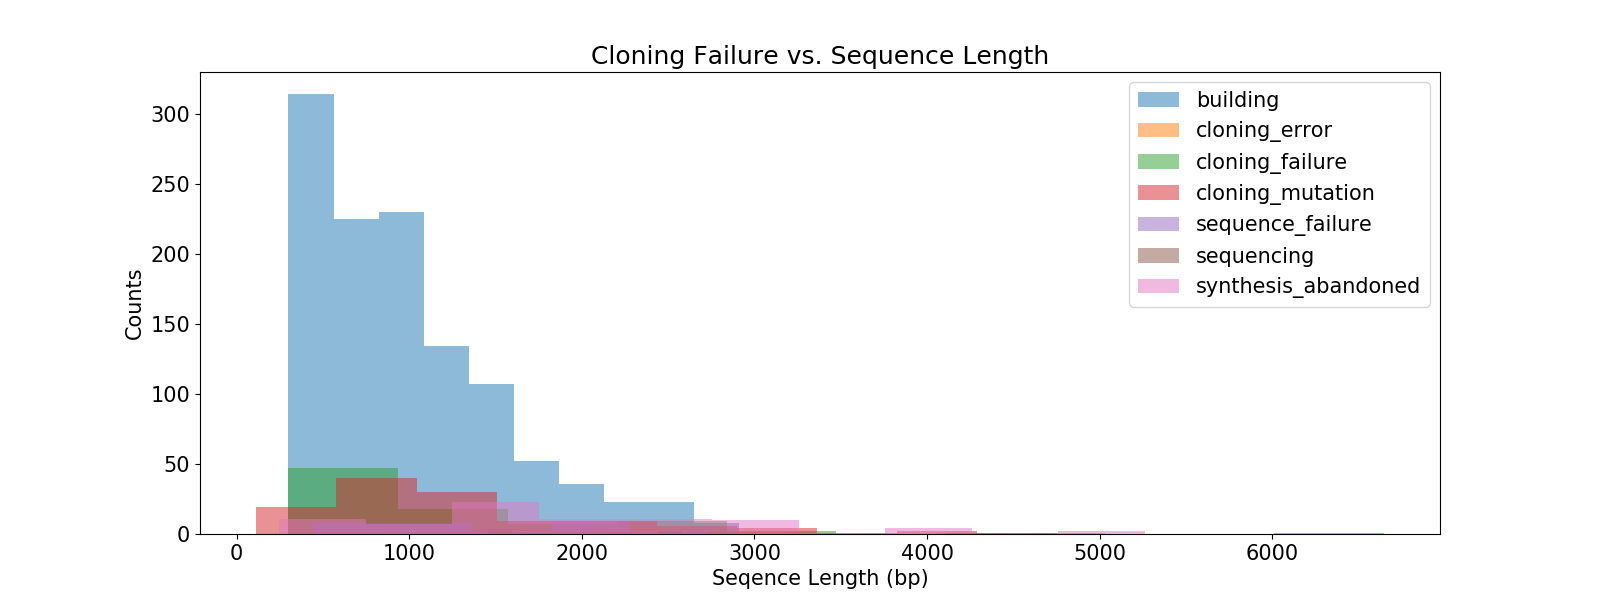 Cloning Failure vs. Sequence Length
300
250
200
150
100
50
0
Counts
building
cloning_error
cloning_failure
cloning_mutation
sequence_failure
sequencing
synthesis_abandoned
0 1000 2000 3000 4000 5000 6000
Seqence Length (bp)